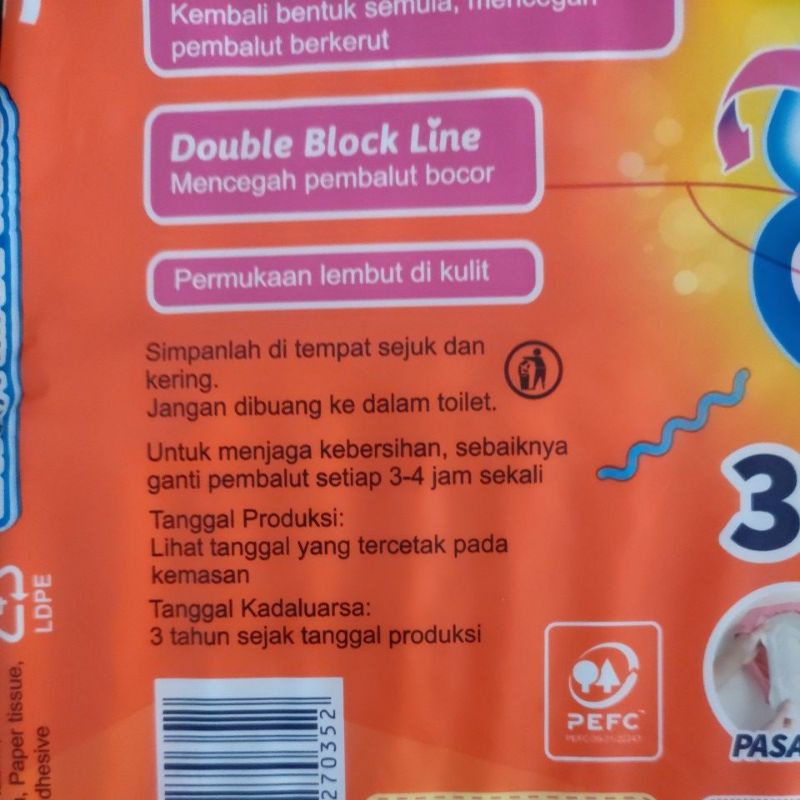 Kembali bentuk semula, mencegah
pembalut berkerut
Double Block Line
Mencegah pembalut bocor
Permukaan lembut di kulit
Simpanlah di tempat sejuk dan
kering.
Jangan dibuang ke dalam toilet.
Untuk menjaga kebersihan, sebaiknya
ganti pembalut setiap 3-4 jam sekali
Tanggal Produksi:
Lihat tanggal yang tercetak pada
kemasan
Tanggal Kadaluarsa:
3 tahun sejak tanggal produksi
LDPE
Paper tissue,
PEFC
270352
3
PASA